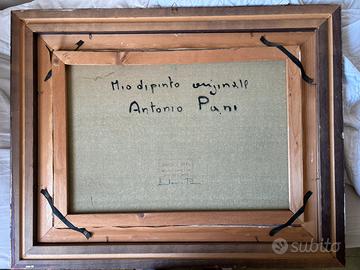 Mio dipinto originale
Antonio Pani
subito